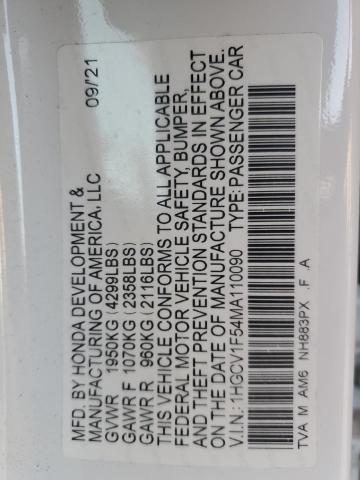 MFD. BY HONDA DEVELOPMENT & 09/'21
MANUFACTURING OF AMERICA, LLC
GVWR 1950KG (4299LBS)
GAWR F 1070KG (2358LBS)
GAWR R 960KG (2116LBS)
THIS VEHICLE CONFORMS TO ALL APPLICABLE
FEDERAL MOTOR VEHICLE SAFETY, BUMPER,
AND THEFT PREVENTION STANDARDS IN EFFECT
ON THE DATE OF MANUFACTURE SHOWN ABOVE.
V.I.N.:1HGCV1F54MA110090 TYPE:PASSENGER CAR
TVA M AM6 NH883PX .F .A